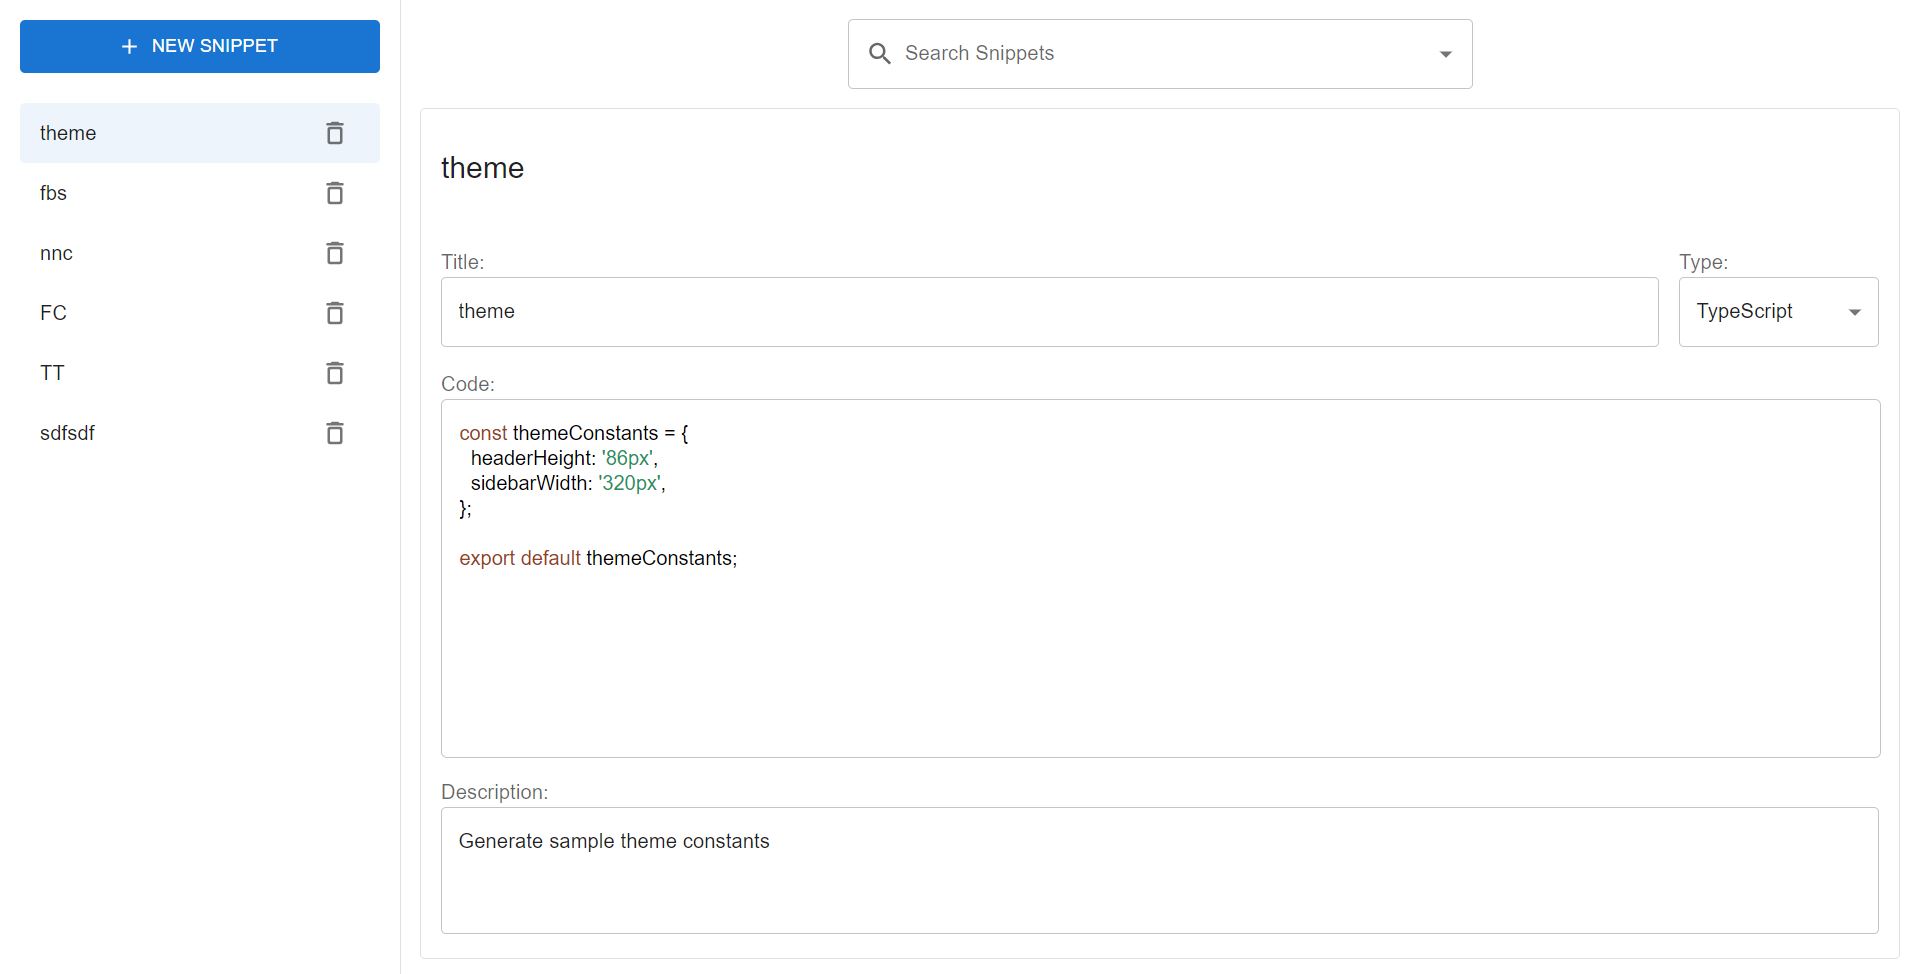 NEW SNIPPET
theme
fbs
nnc
FC
TT
sdfsdf
Search Snippets
theme
Title:
theme
Type:
TypeScript
Code:
const themeConstants = {
  headerHeight: '86px',
  sidebarWidth: '320px',
};
export default themeConstants;
Description:
Generate sample theme constants